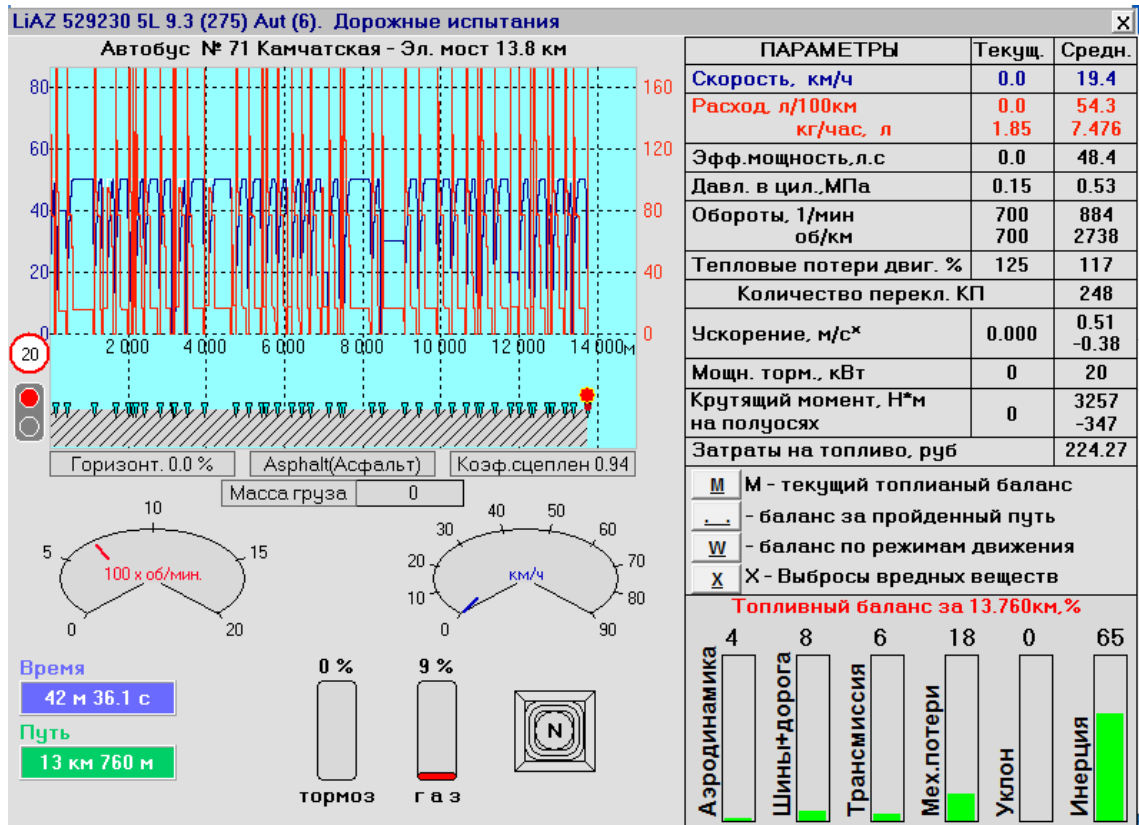 LiAZ 529230 5L 9.3 (275) Aut (6). Дорожные испытания
X
Автобус № 71 Камчатская - Эл. мост 13.8 км
80
60
40
20
0
160
120
80
40
0
2 000 4 000 6 000 8 000 10 000 12 000 14 000м
20
Горизонт. 0.0 %
Asphalt(Асфальт)
Коэф.сцеплен 0.94
Масса груза 0
0 5 10 15 20
100 x об/мин.
0 10 20 30 40 50 60 70 80 90
км/ч
Время
42 м 36.1 с
Путь
13 км 760 м
0 %
тормоз
9 %
газ
N
ПАРАМЕТРЫ Текущ. Средн.
Скорость, км/ч 0.0 19.4
Расход, л/100км 0.0 54.3
кг/час, л 1.85 7.476
Эфф.мощность,л.с 0.0 48.4
Давл. в цил.,МПа 0.15 0.53
Обороты, 1/мин 700 884
об/км 700 2738
Тепловые потери двиг. % 125 117
Количество перекл. КП 248
Ускорение, м/с* 0.000 0.51
-0.38
Мощн. торм., кВт 0 20
Крутящий момент, Н*м 0 3257
на полуосях -347
Затраты на топливо, руб 224.27
M М - текущий топлианый баланс
. . - баланс за пройденный путь
W - баланс по режимам движения
X Х - Выбросы вредных веществ
Топливный баланс за 13.760км,%
4 8 6 18 0 65
Аэродинамика
Шины+дорога
Трансмиссия
Мех.потери
Уклон
Инерция